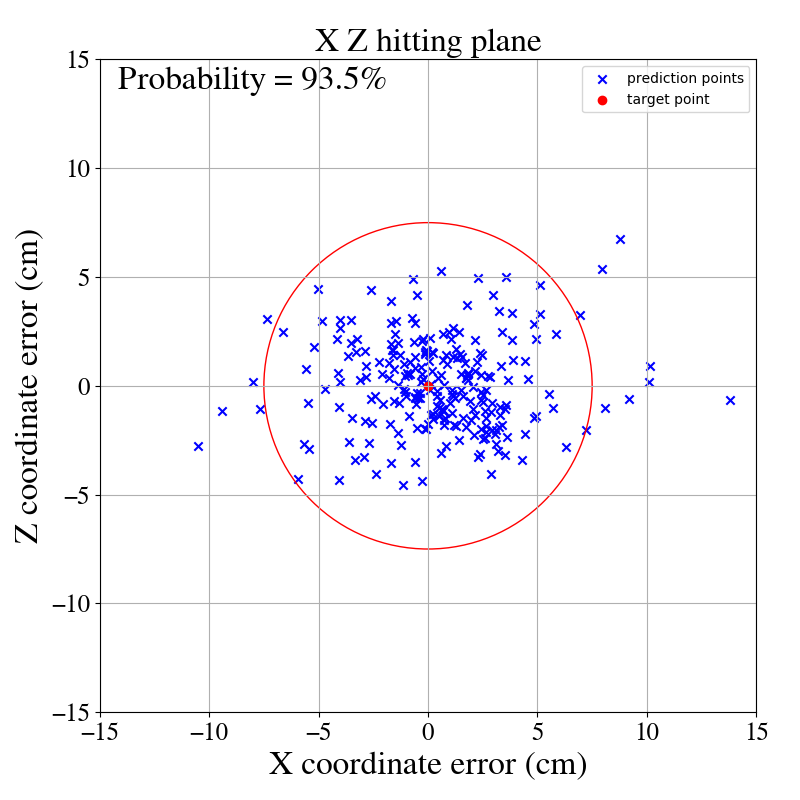 X Z hitting plane
Probability = 93.5%
prediction points
target point
15
10
5
0
−5
−10
−15
−15
−10
−5
0
5
10
15
Z coordinate error (cm)
X coordinate error (cm)